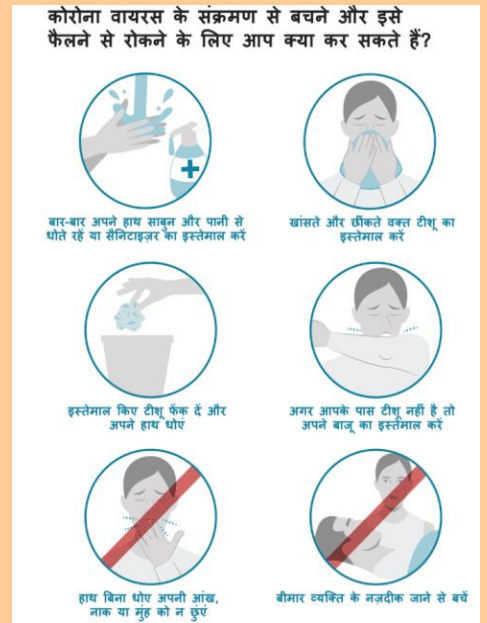 कोरोना वायरस के संक्रमण से बचने और इसे
फैलने से रोकने के लिए आप क्या कर सकते हैं?
बार-बार अपने हाथ साबुन और पानी से
धोते रहें या सैनिटाइज़र का इस्तेमाल करें
खांसते और छींकते वक्त टीशू का
इस्तेमाल करें
इस्तेमाल किए टीशू फेंक दें और
अपने हाथ धोएं
अगर आपके पास टीशू नहीं है तो
अपने बाजू का इस्तेमाल करें
हाथ बिना धोए अपनी आंख,
नाक या मुंह को न छुंएं
बीमार व्यक्ति के नज़दीक जाने से बचें